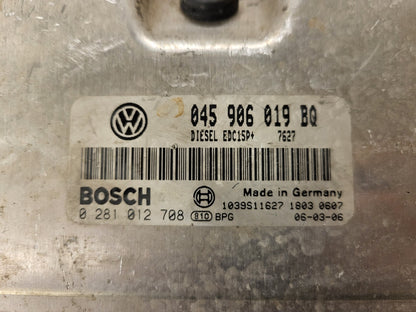 045 906 019 BQ
DIESEL EDC15P+ 7627
BOSCH
Made in Germany
1039S11627 1803 0607
0 281 012 708 810 BPG 06-03-06